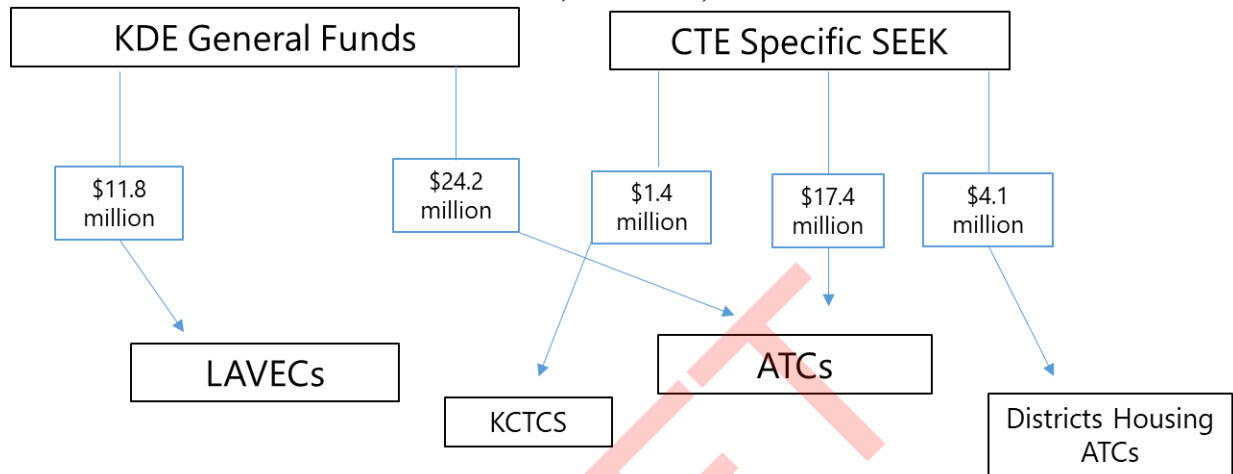 KDE General Funds
CTE Specific SEEK
$11.8
million
$24.2
million
$1.4
million
$17.4
million
$4.1
million
LAVECs
ATCs
KCTCS
Districts Housing
ATCs